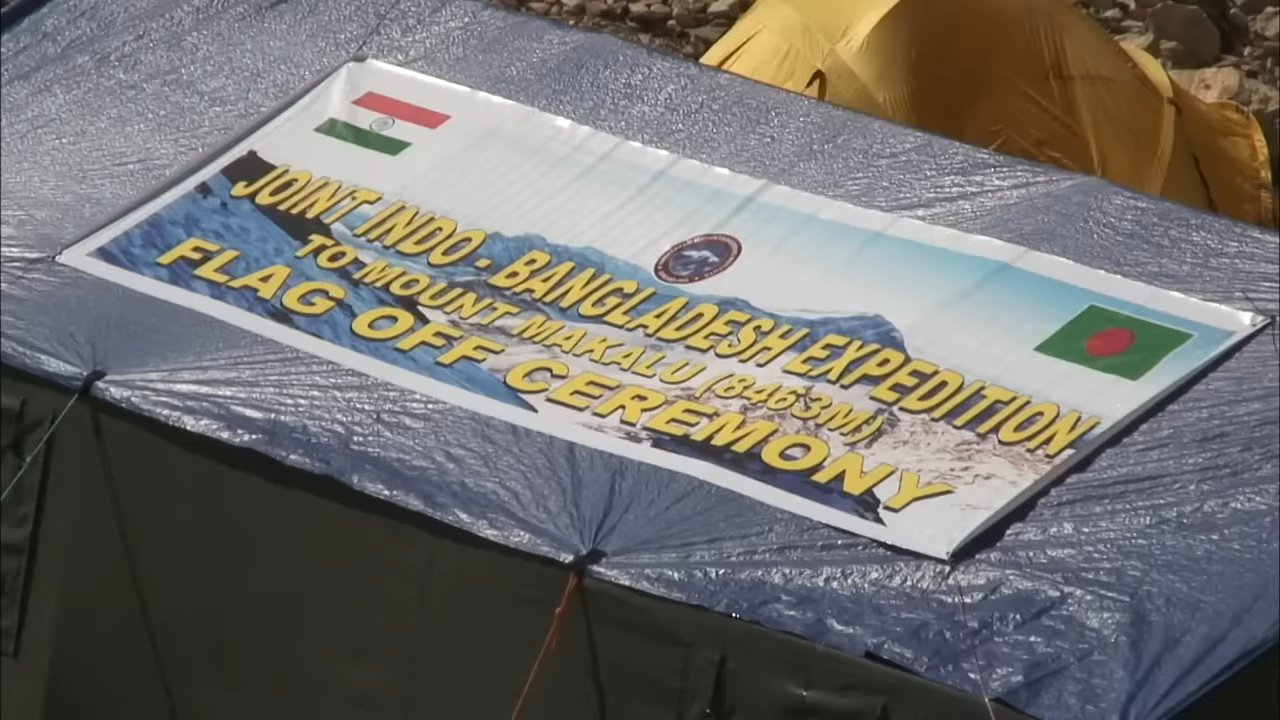 JOINT INDO - BANGLADESH EXPEDITION
TO MOUNT MAKALU (8463M)
FLAG OFF CEREMONY